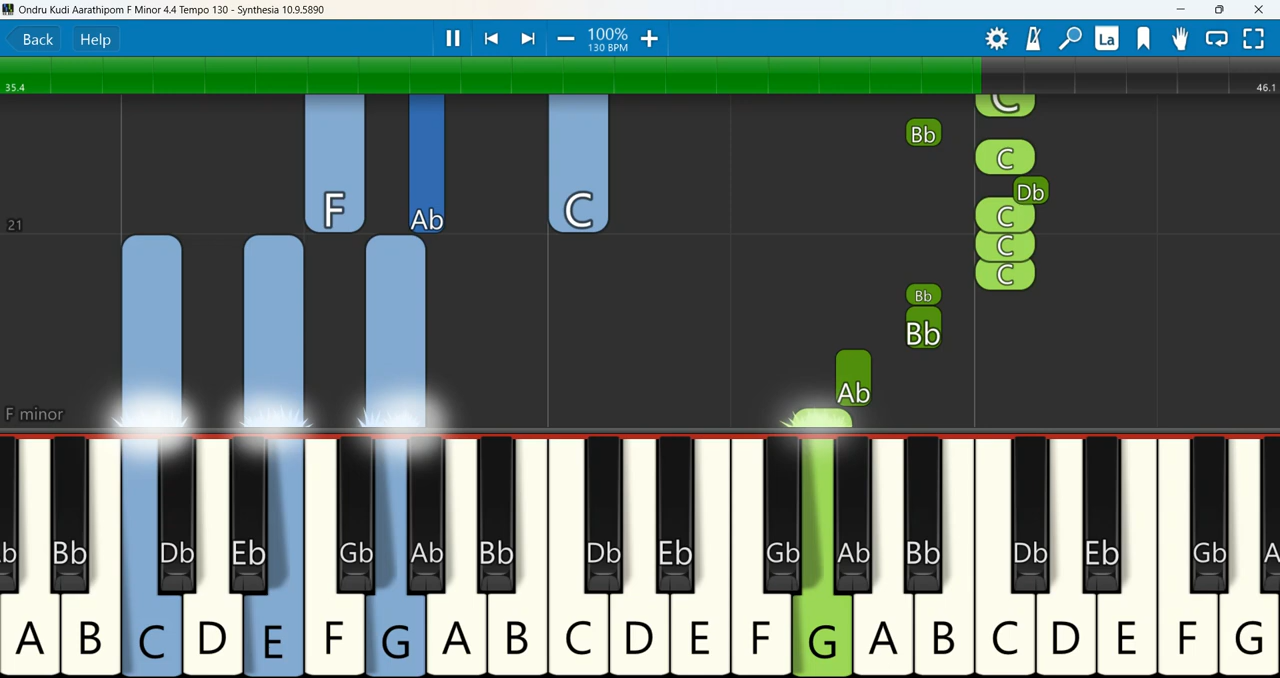 Ondru Kudi Aarathipom F Minor 4.4 Tempo 130 - Synthesia 10.9.5890
Back Help 100% La
130 BPM
35.4 46.1
C
Bb
C
Db
F Ab C C
21
C
C
Bb
Bb
Ab
F minor
Bb Db Eb Gb Ab Bb Db Eb Gb Ab Bb Db Eb Gb
A B C D E F G A B C D E F G A B C D E F G